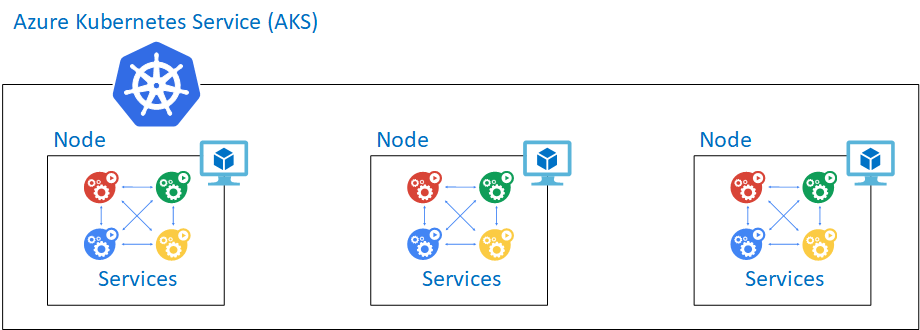 Azure Kubernetes Service (AKS)
Node
Node
Node
Services
Services
Services